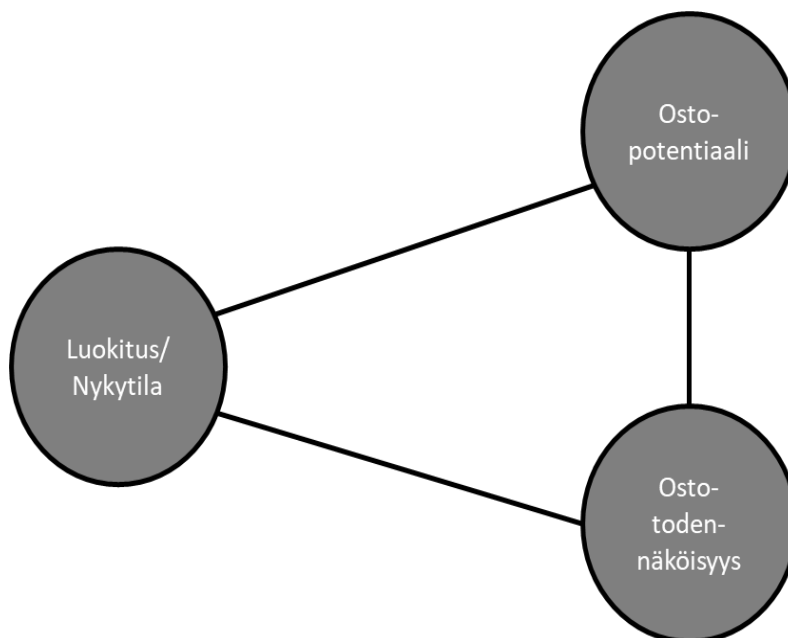 Osto-
potentiaali
Luokitus/
Nykytila
Osto-
toden-
näköisyys